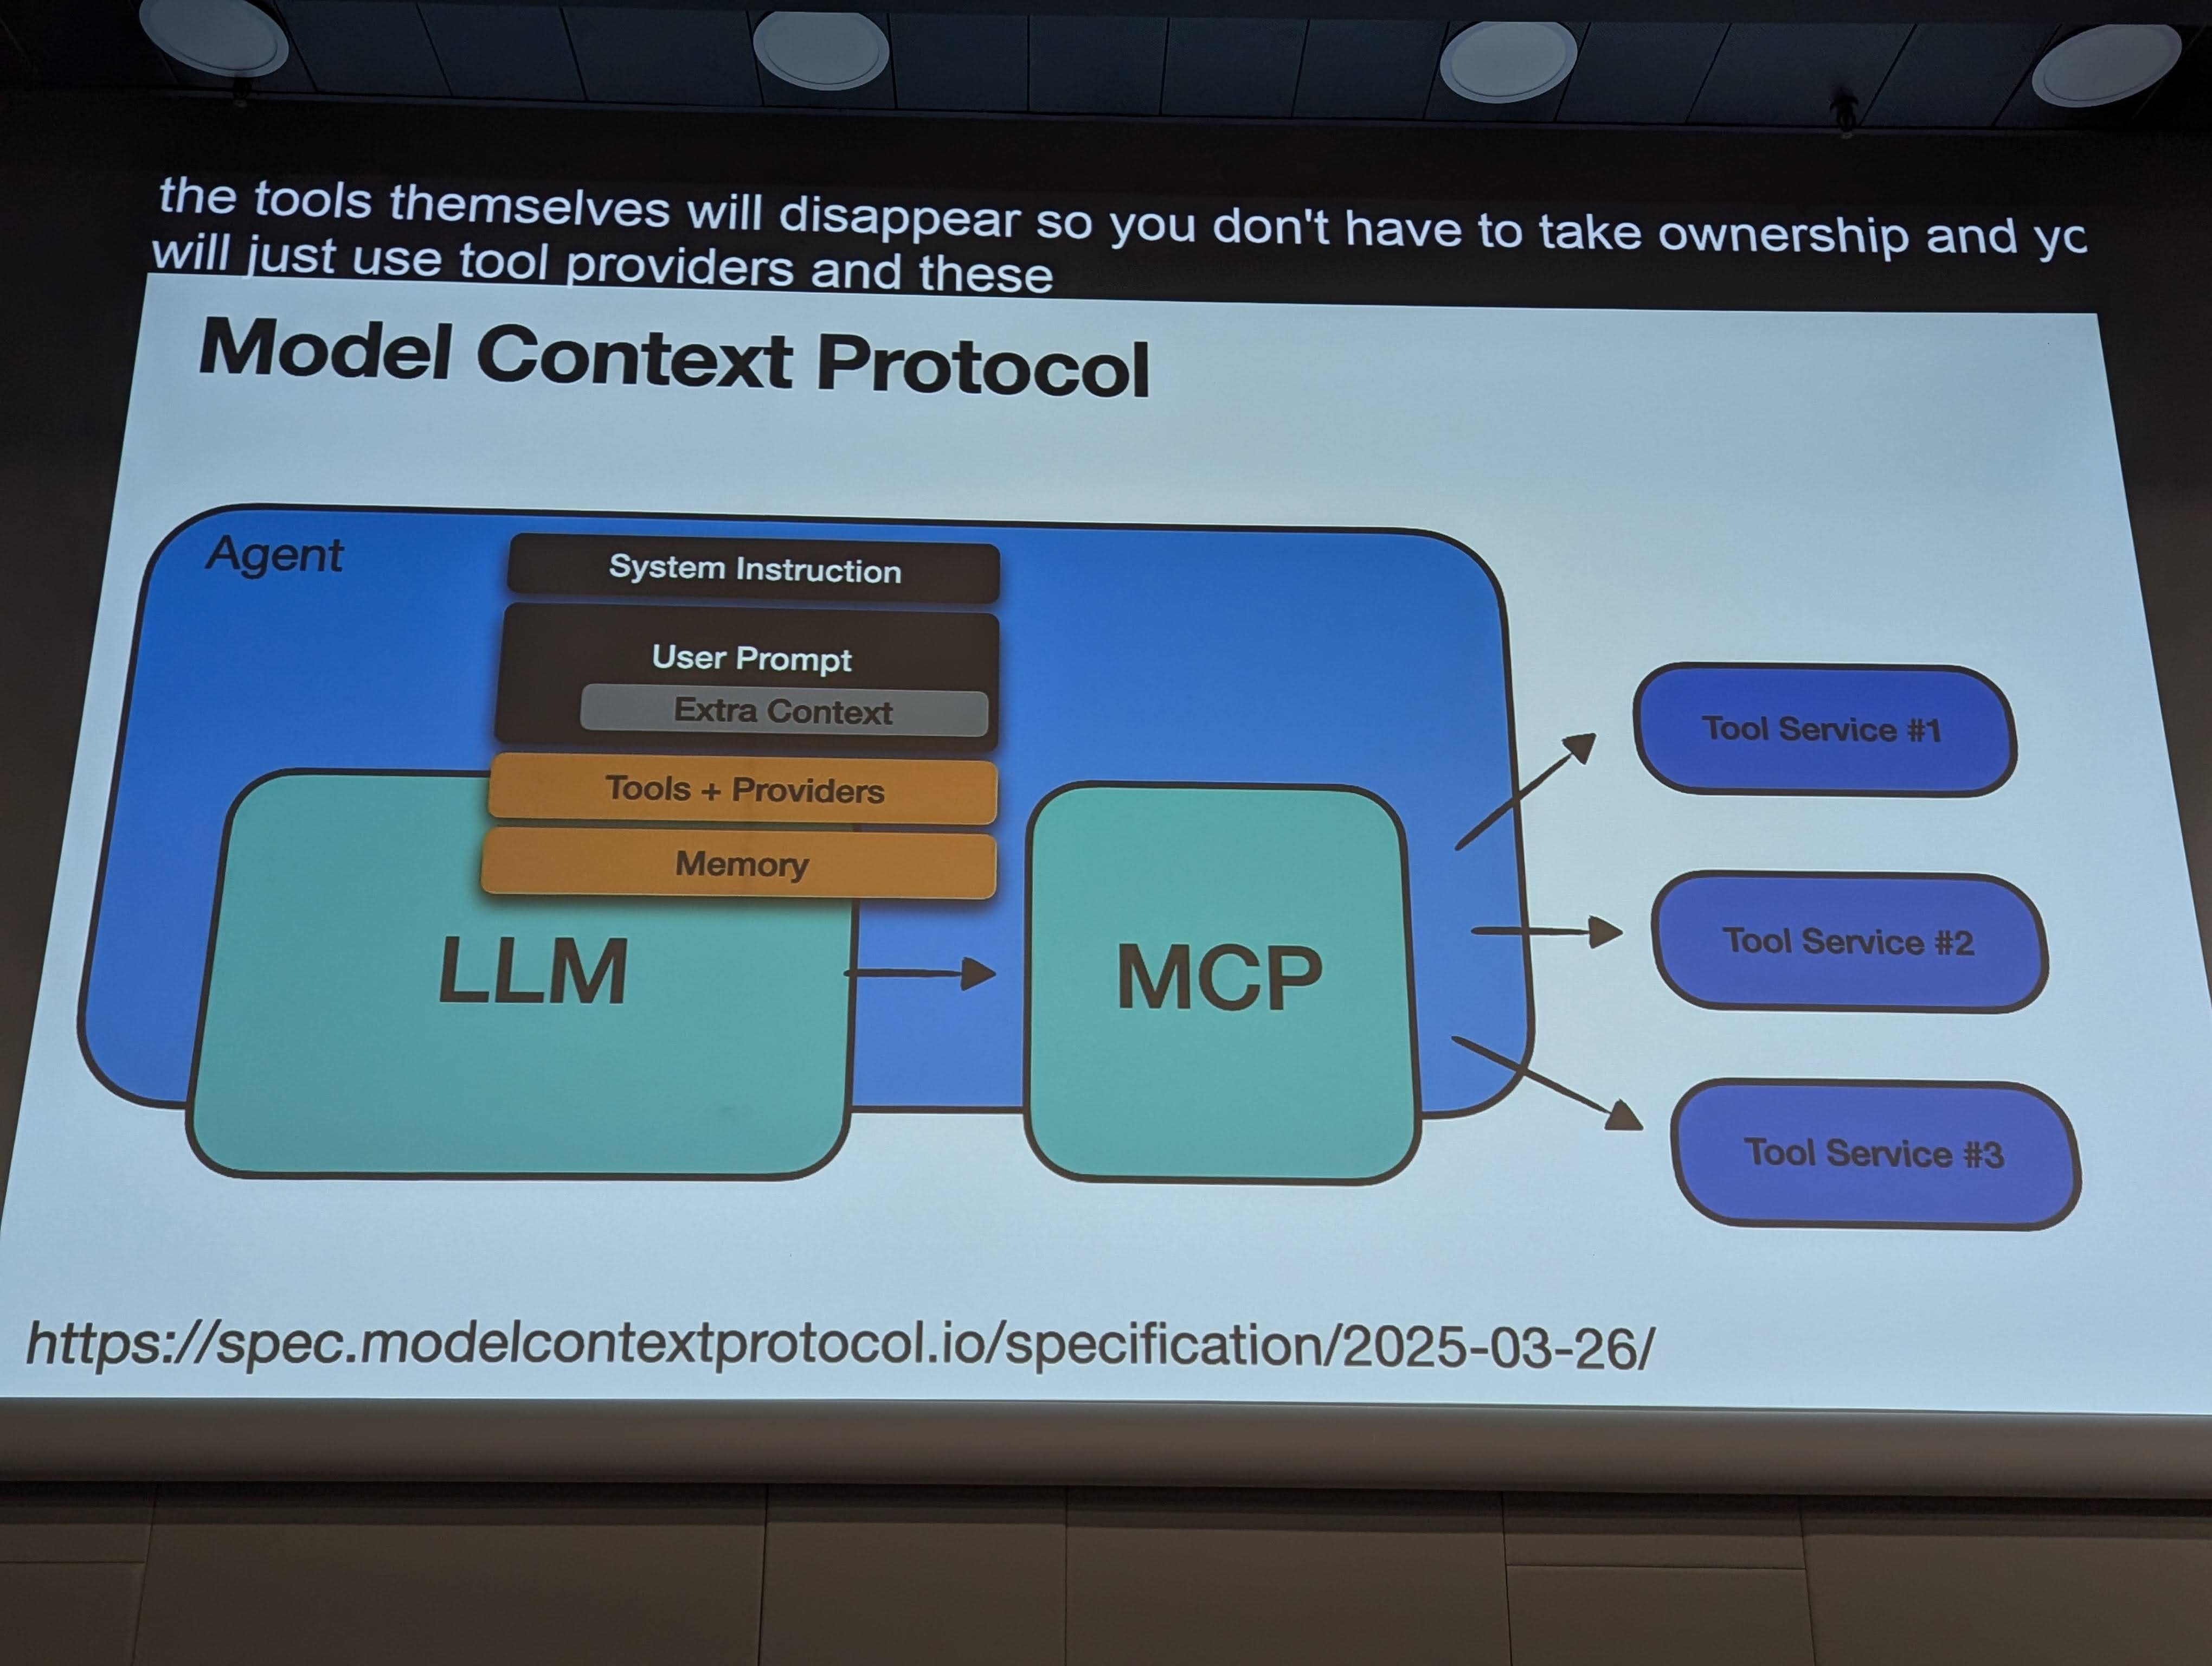 the tools themselves will disappear so you don't have to take ownership and
will just use tool providers and these
Model Context Protocol
Agent
System Instruction
User Prompt
Extra Context
Tools + Providers
Memory
LLM
MCP
Tool Service #1
Tool Service #2
Tool Service #3
https://spec.modelcontextprotocol.io/specification/2025-03-26/